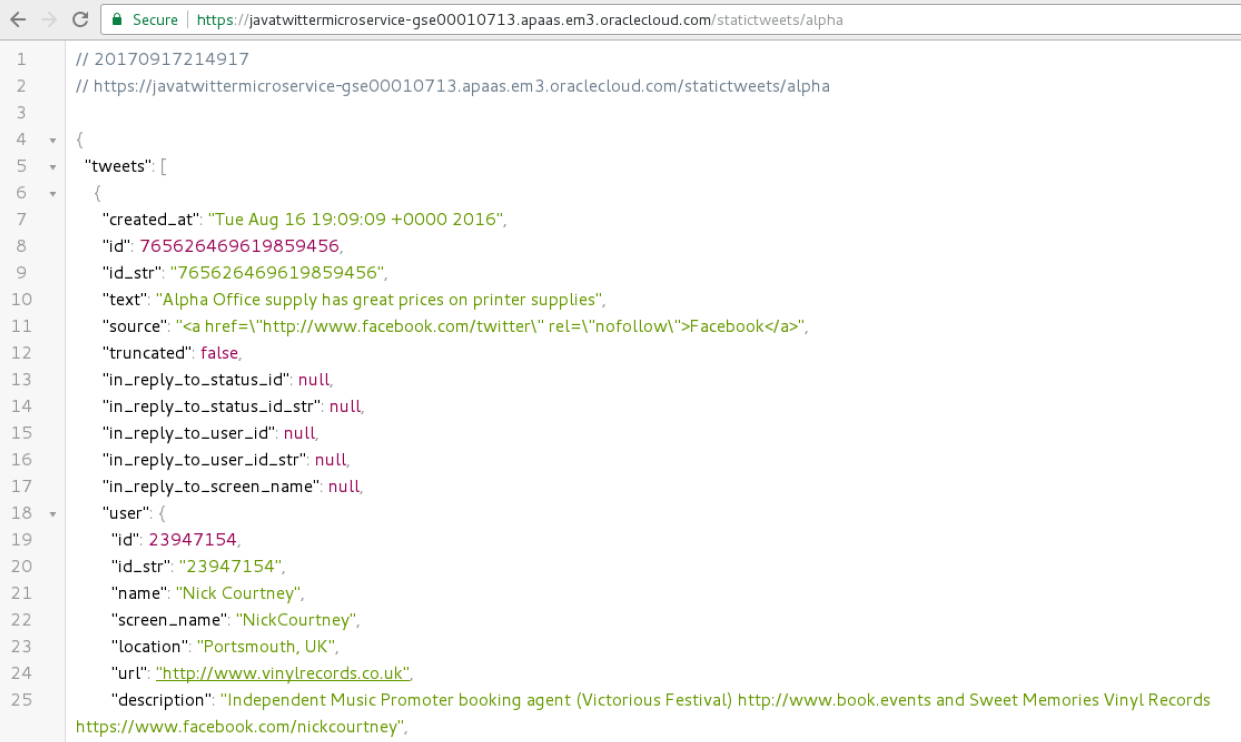 Secure https://javatwittermicroservice-gse00010713.apaas.em3.oraclecloud.com/statictweets/alpha
1 // 20170917214917
2 // https://javatwittermicroservice-gse00010713.apaas.em3.oraclecloud.com/statictweets/alpha
3
4 {
5 "tweets": [
6 {
7 "created_at": "Tue Aug 16 19:09:09 +0000 2016",
8 "id": 765626469619859456,
9 "id_str": "765626469619859456",
10 "text": "Alpha Office supply has great prices on printer supplies",
11 "source": "<a href=\"http://www.facebook.com/twitter\" rel=\"nofollow\">Facebook</a>",
12 "truncated": false,
13 "in_reply_to_status_id": null,
14 "in_reply_to_status_id_str": null,
15 "in_reply_to_user_id": null,
16 "in_reply_to_user_id_str": null,
17 "in_reply_to_screen_name": null,
18 "user": {
19 "id": 23947154,
20 "id_str": "23947154",
21 "name": "Nick Courtney",
22 "screen_name": "NickCourtney",
23 "location": "Portsmouth, UK",
24 "url": "http://www.vinylrecords.co.uk",
25 "description": "Independent Music Promoter booking agent (Victorious Festival) http://www.book.events and Sweet Memories Vinyl Records
https://www.facebook.com/nickcourtney",